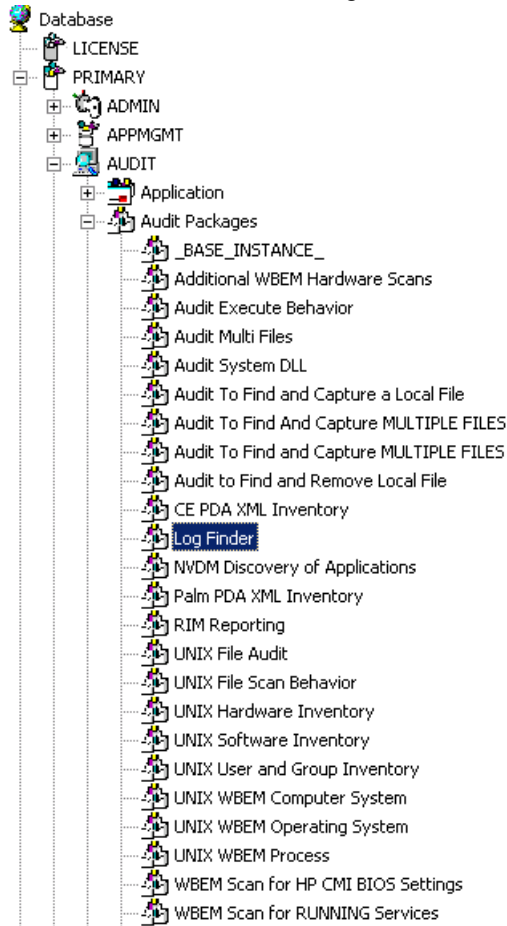 Database
LICENSE
PRIMARY
ADMIN
APPMGMT
AUDIT
Application
Audit Packages
_BASE_INSTANCE_
Additional WBEM Hardware Scans
Audit Execute Behavior
Audit Multi Files
Audit System DLL
Audit To Find and Capture a Local File
Audit To Find And Capture MULTIPLE FILES
Audit To Find and Capture MULTIPLE FILES
Audit to Find and Remove Local File
CE PDA XML Inventory
Log Finder
NVDM Discovery of Applications
Palm PDA XML Inventory
RIM Reporting
UNIX File Audit
UNIX File Scan Behavior
UNIX Hardware Inventory
UNIX Software Inventory
UNIX User and Group Inventory
UNIX WBEM Computer System
UNIX WBEM Operating System
UNIX WBEM Process
WBEM Scan for HP CMI BIOS Settings
WBEM Scan for RUNNING Services